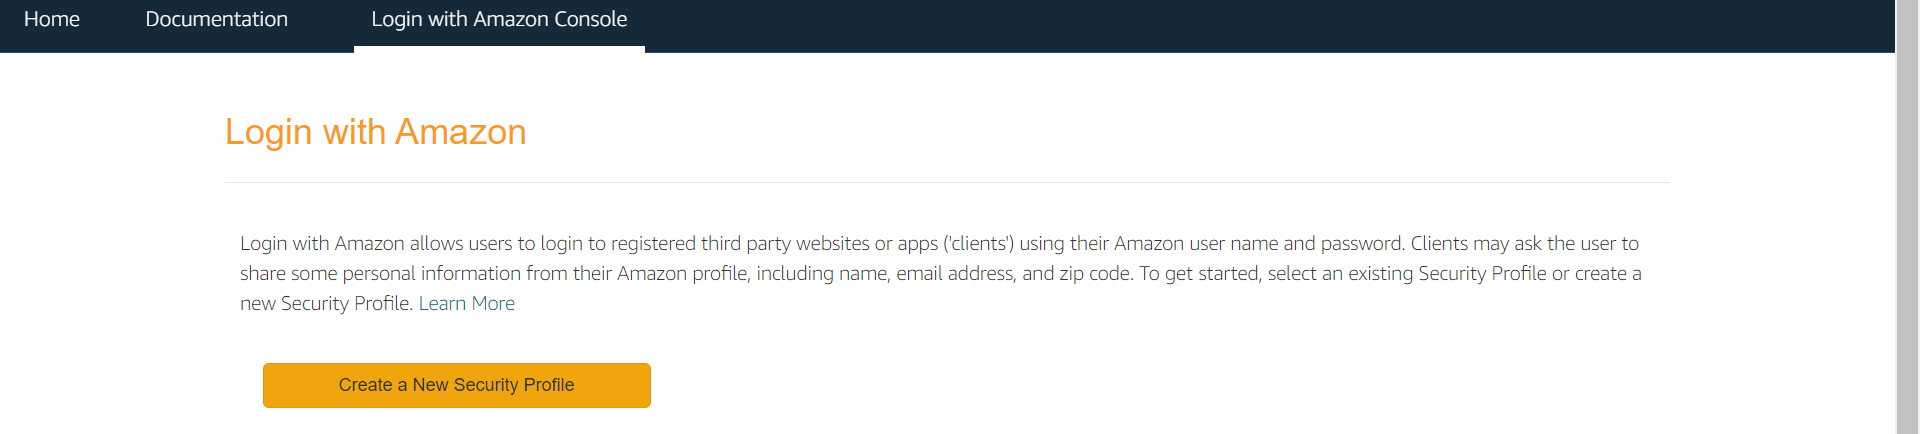 Home Documentation Login with Amazon Console
Login with Amazon
Login with Amazon allows users to login to registered third party websites or apps ('clients') using their Amazon user name and password. Clients may ask the user to
share some personal information from their Amazon profile, including name, email address, and zip code. To get started, select an existing Security Profile or create a
new Security Profile. Learn More
Create a New Security Profile